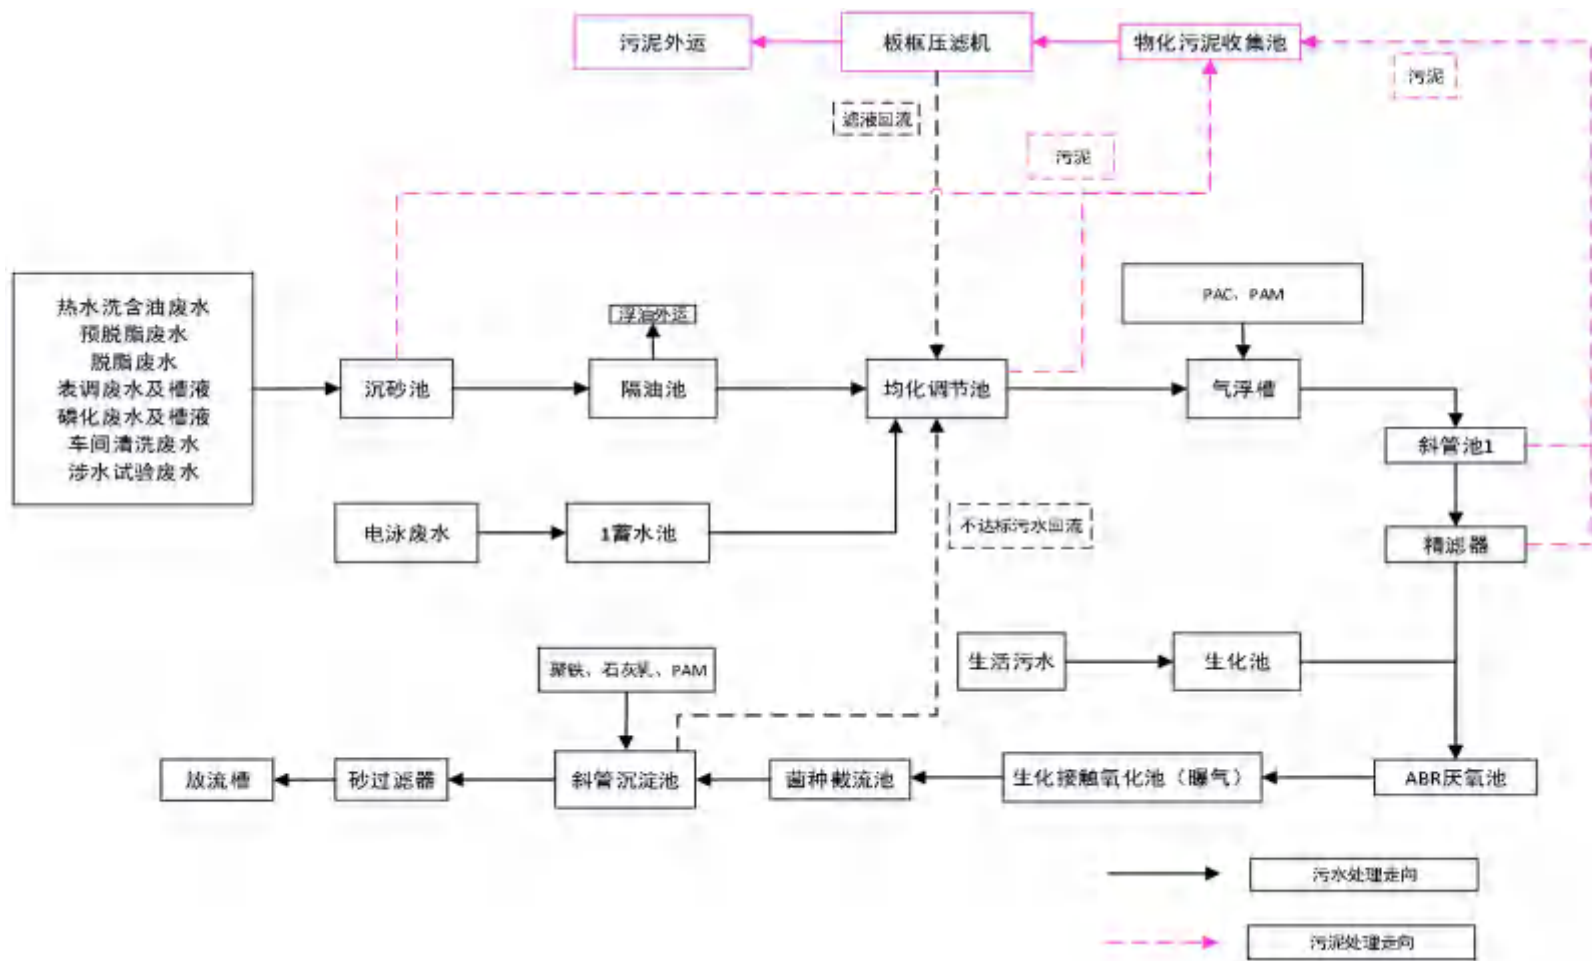 污泥外运
板框压滤机
物化污泥收集池
污泥
滤液回流
污泥
热水洗含油废水
预脱脂废水
脱脂废水
表调废水及槽液
磷化废水及槽液
车间清洗废水
涉水试验废水
PAC、PAM
浮油外运
沉砂池
隔油池
均化调节池
气浮槽
斜管池1
电泳废水
1蓄水池
不达标污水回流
精滤器
生活污水
生化池
聚铁、石灰乳、PAM
放流槽
砂过滤器
斜管沉淀池
菌种截流池
生化接触氧化池（曝气）
ABR厌氧池
污水处理走向
污泥处理走向